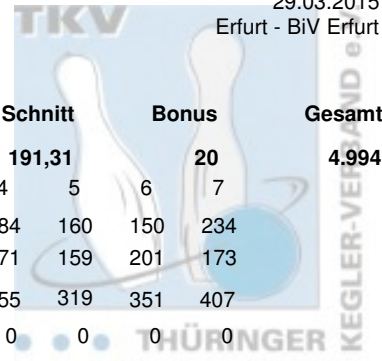 29.03.2015
Erfurt - BiV Erfurt
TKV
Schnitt Bonus Gesamt
191,31 20 4.994
4 5 6 7
84 160 150 234
71 159 201 173
55 319 351 407
0 0 0 0
THÜRINGER
KEGLER-VERBAND e.V.